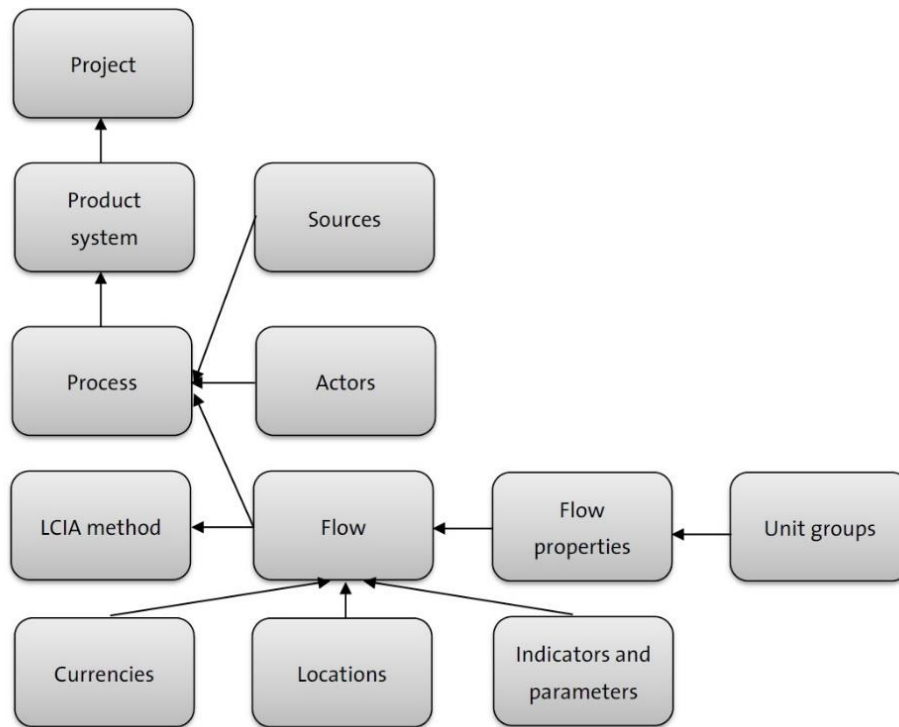 Project
Product
system
Sources
Process
Actors
LCIA method
Flow
Flow
properties
Unit groups
Currencies
Locations
Indicators and
parameters